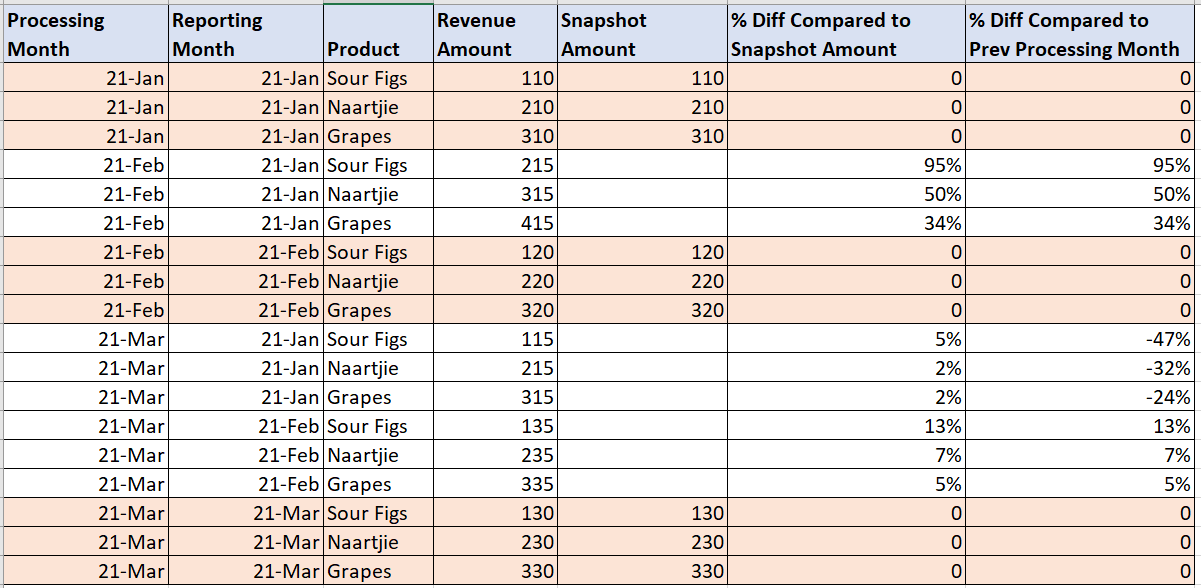 Processing Month Reporting Month Product Revenue Amount Snapshot Amount % Diff Compared to Snapshot Amount % Diff Compared to Prev Processing Month
21-Jan 21-Jan Sour Figs 110 110 0 0
21-Jan 21-Jan Naartjie 210 210 0 0
21-Jan 21-Jan Grapes 310 310 0 0
21-Feb 21-Jan Sour Figs 215 95% 95%
21-Feb 21-Jan Naartjie 315 50% 50%
21-Feb 21-Jan Grapes 415 34% 34%
21-Feb 21-Feb Sour Figs 120 120 0 0
21-Feb 21-Feb Naartjie 220 220 0 0
21-Feb 21-Feb Grapes 320 320 0 0
21-Mar 21-Jan Sour Figs 115 5% -47%
21-Mar 21-Jan Naartjie 215 2% -32%
21-Mar 21-Jan Grapes 315 2% -24%
21-Mar 21-Feb Sour Figs 135 13% 13%
21-Mar 21-Feb Naartjie 235 7% 7%
21-Mar 21-Feb Grapes 335 5% 5%
21-Mar 21-Mar Sour Figs 130 130 0 0
21-Mar 21-Mar Naartjie 230 230 0 0
21-Mar 21-Mar Grapes 330 330 0 0